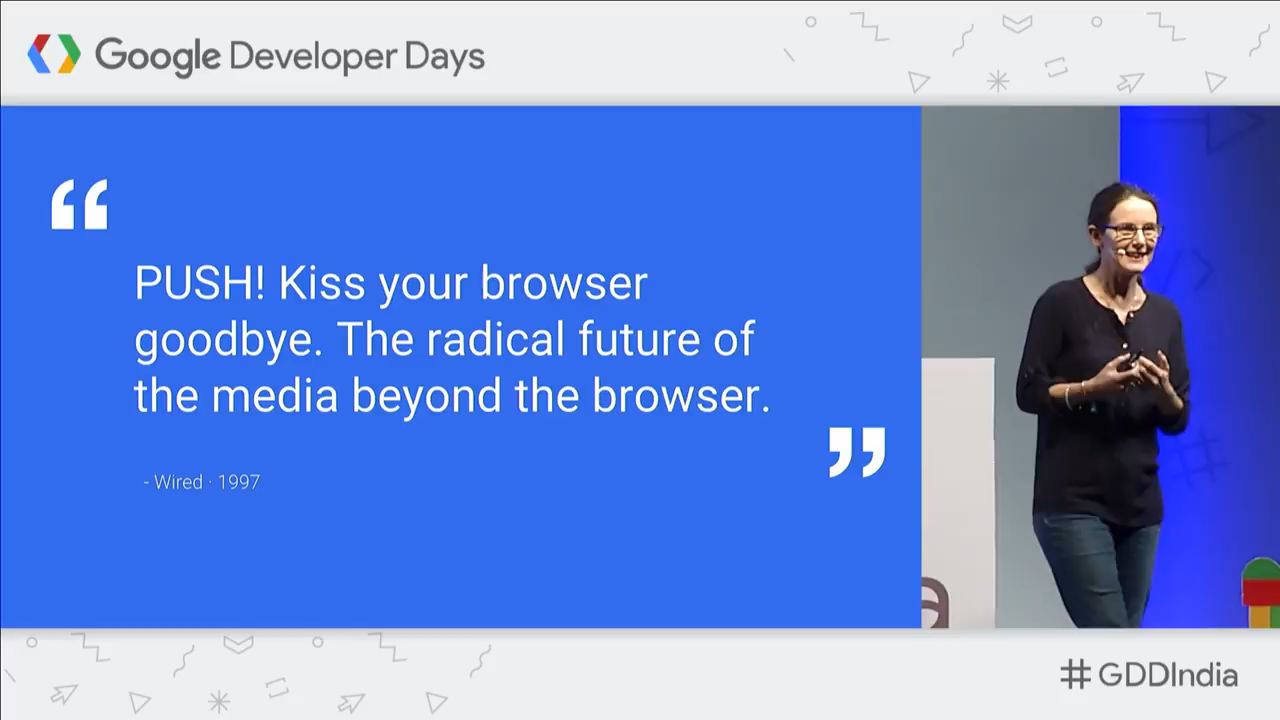 Google Developer Days
“
PUSH! Kiss your browser
goodbye. The radical future of
the media beyond the browser.
”
- Wired · 1997
a
#GDDIndia